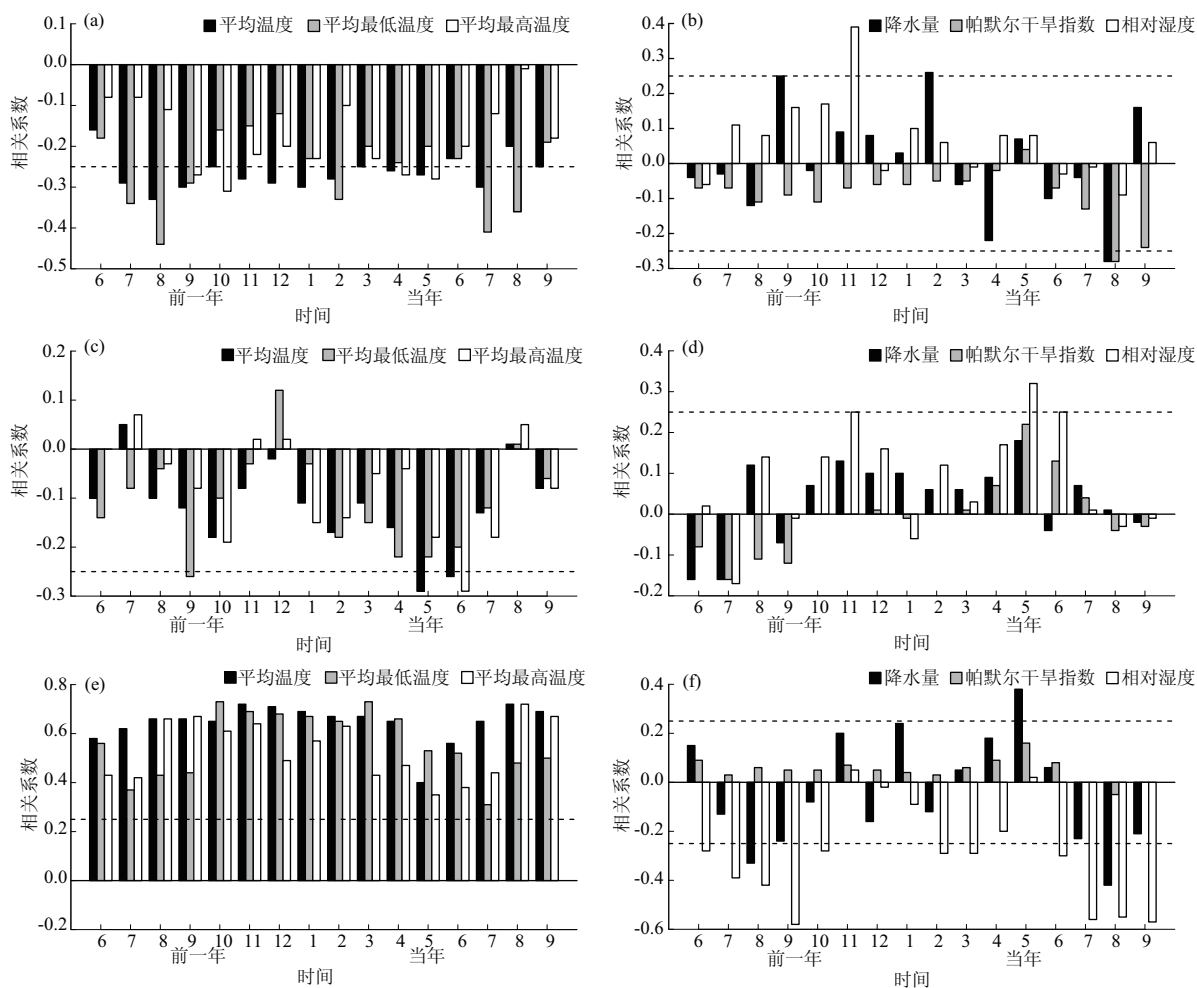 (a) 平均温度 平均最低温度 平均最高温度
0.1
0.0
-0.1
-0.2
-0.3
-0.4
-0.5
相关系数
6 7 8 9 10 11 12 1 2 3 4 5 6 7 8 9
前一年 当年
时间
(b) 降水量 帕默尔干旱指数 相对湿度
0.4
0.3
0.2
0.1
0.0
-0.1
-0.2
-0.3
相关系数
6 7 8 9 10 11 12 1 2 3 4 5 6 7 8 9
前一年 当年
时间
(c) 平均温度 平均最低温度 平均最高温度
0.2
0.1
0.0
-0.1
-0.2
-0.3
相关系数
6 7 8 9 10 11 12 1 2 3 4 5 6 7 8 9
前一年 当年
时间
(d) 降水量 帕默尔干旱指数 相对湿度
0.4
0.3
0.2
0.1
0.0
-0.1
-0.2
相关系数
6 7 8 9 10 11 12 1 2 3 4 5 6 7 8 9
前一年 当年
时间
(e) 平均温度 平均最低温度 平均最高温度
0.8
0.6
0.4
0.2
0.0
-0.2
相关系数
6 7 8 9 10 11 12 1 2 3 4 5 6 7 8 9
前一年 当年
时间
(f) 降水量 帕默尔干旱指数 相对湿度
0.4
0.2
0.0
-0.2
-0.4
-0.6
相关系数
6 7 8 9 10 11 12 1 2 3 4 5 6 7 8 9
前一年 当年
时间